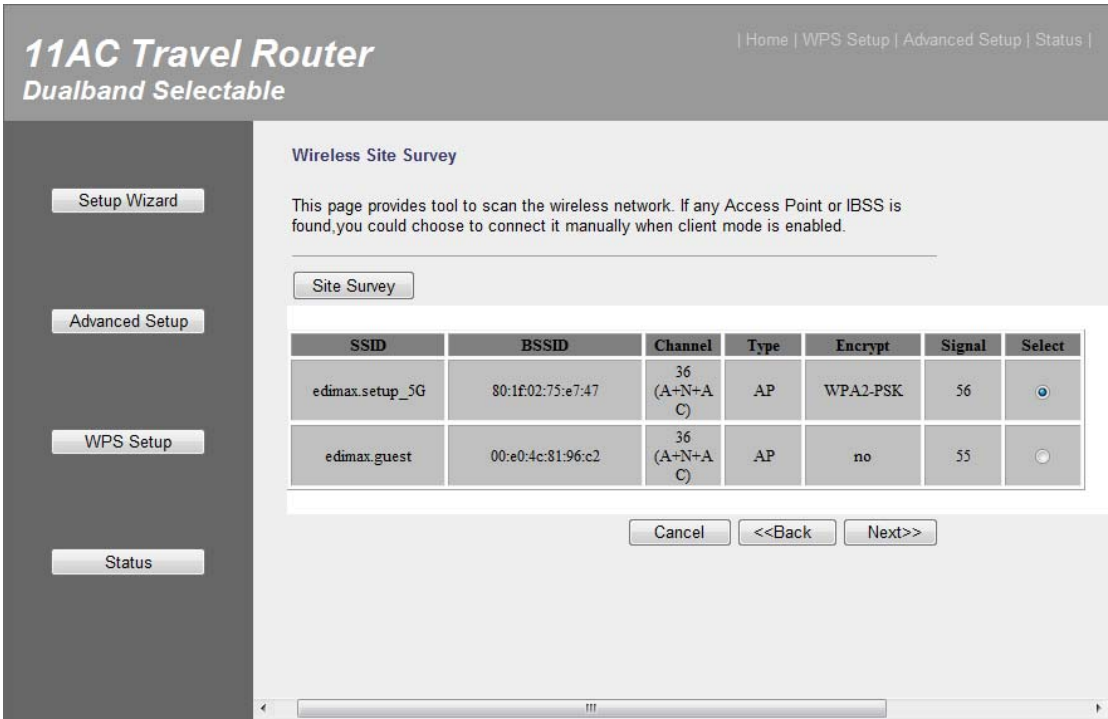 11AC Travel Router
Dualband Selectable
| Home | WPS Setup | Advanced Setup | Status |
Setup Wizard
Advanced Setup
WPS Setup
Status
Wireless Site Survey
This page provides tool to scan the wireless network. If any Access Point or IBSS is
found,you could choose to connect it manually when client mode is enabled.
Site Survey
SSID BSSID Channel Type Encrypt Signal Select
edimax.setup_5G 80:1f:02:75:e7:47 36 (A+N+A C) AP WPA2-PSK 56
edimax.guest 00:e0:4c:81:96:c2 36 (A+N+A C) AP no 55
Cancel <<Back Next>>